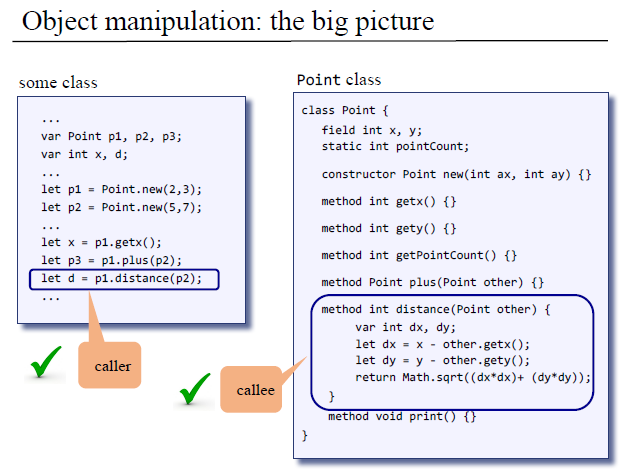 Object manipulation: the big picture
some class
...
var Point p1, p2, p3;
var int x, d;
...
let p1 = Point.new(2,3);
let p2 = Point.new(5,7);
...
let x = p1.getx();
let p3 = p1.plus(p2);
let d = p1.distance(p2);
...
caller
Point class
class Point {
field int x, y;
static int pointCount;
constructor Point new(int ax, int ay) {}
method int getx() {}
method int gety() {}
method int getPointCount() {}
method Point plus(Point other) {}
method int distance(Point other) {
var int dx, dy;
let dx = x - other.getx();
let dy = y - other.gety();
return Math.sqrt((dx*dx)+ (dy*dy));
}
method void print() {}
}
callee